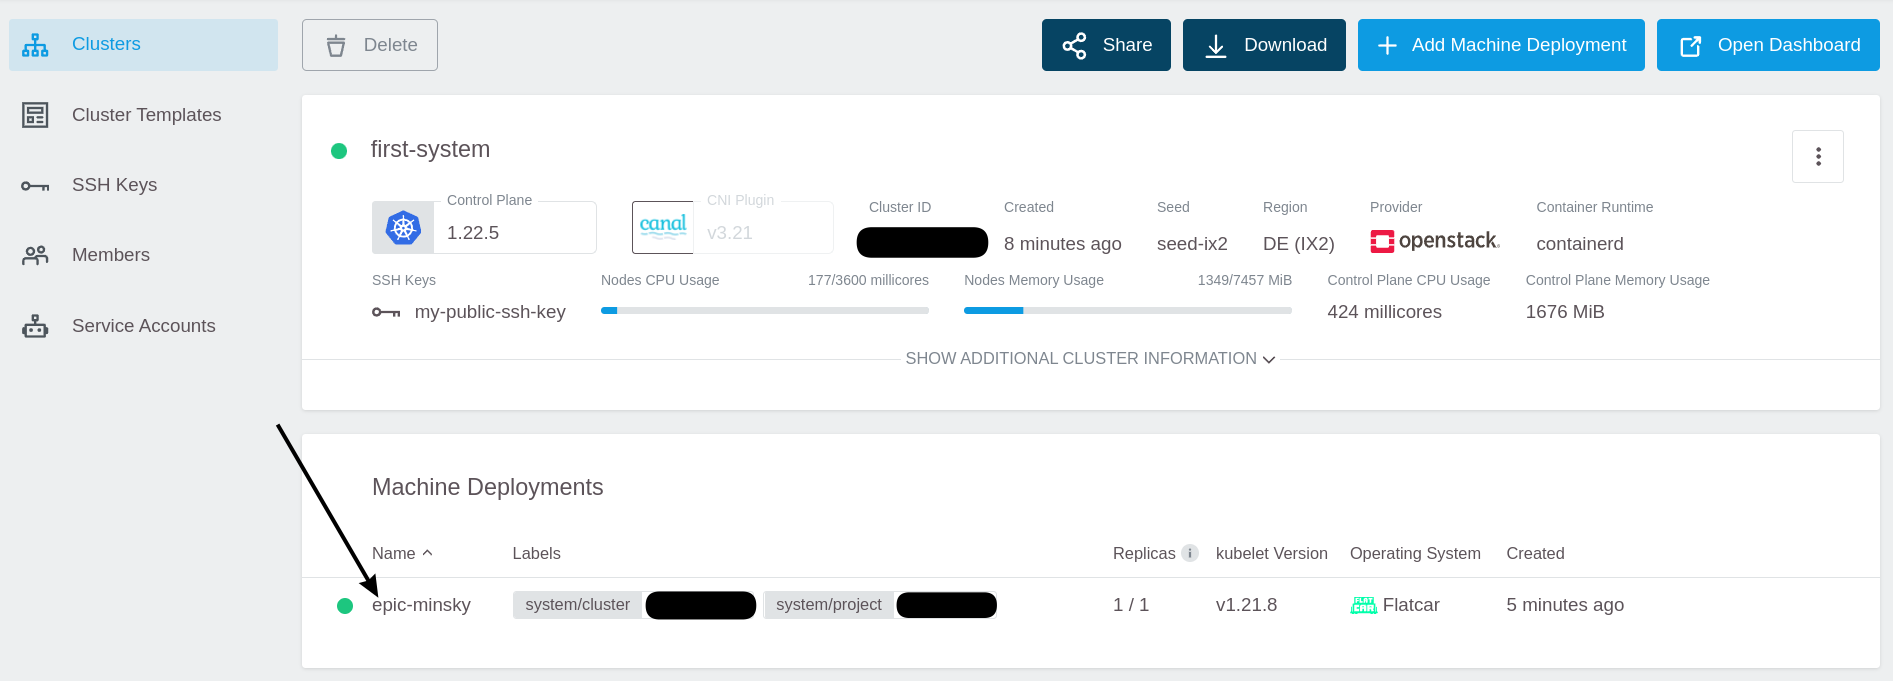 Clusters
Delete
Share
Download
Add Machine Deployment
Open Dashboard
Cluster Templates
SSH Keys
Members
Service Accounts
first-system
Control Plane
1.22.5
canal
CNI Plugin
v3.21
Cluster ID
Created
8 minutes ago
Seed
seed-ix2
Region
DE (IX2)
Provider
openstack.
Container Runtime
containerd
SSH Keys
my-public-ssh-key
Nodes CPU Usage 177/3600 millicores
Nodes Memory Usage 1349/7457 MiB
Control Plane CPU Usage
424 millicores
Control Plane Memory Usage
1676 MiB
SHOW ADDITIONAL CLUSTER INFORMATION
Machine Deployments
Name Labels Replicas kubelet Version Operating System Created
epic-minsky system/cluster system/project 1 / 1 v1.21.8 FLAT CAR Flatcar 5 minutes ago